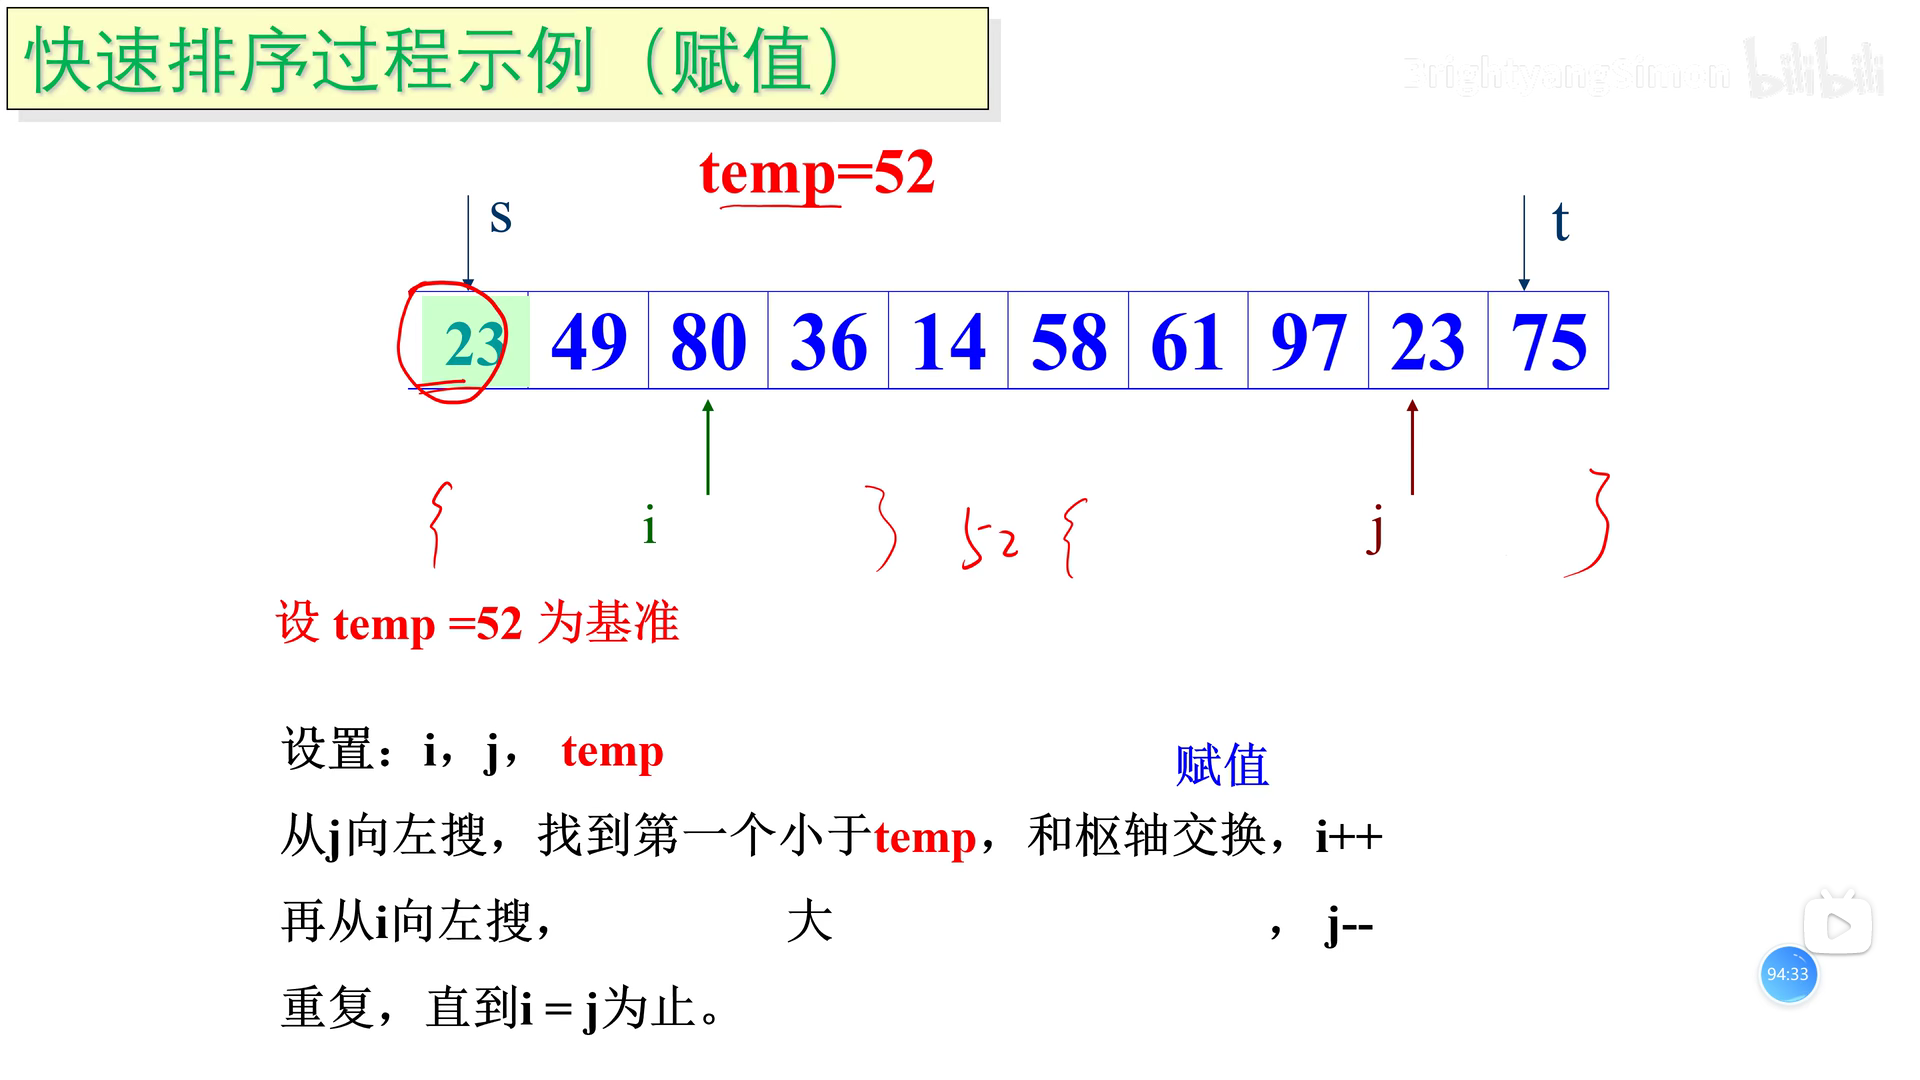 快速排序过程示例（赋值）
BrightyangSimon bilibili
temp=52
s
t
23 49 80 36 14 58 61 97 23 75
i
j
{ } 52 { }
设 temp =52 为基准
设置：i，j， temp
赋值
从j向左搜，找到第一个小于temp，和枢轴交换，i++
再从i向左搜， 大 ， j--
重复，直到i = j为止。
94:33